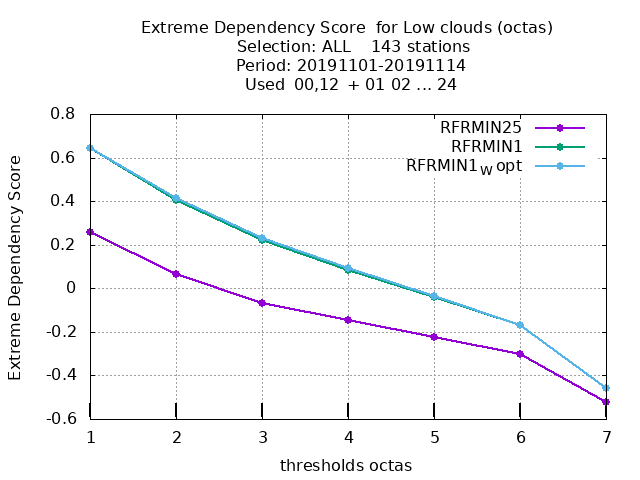 Extreme Dependency Score  for Low clouds (octas)
Selection: ALL    143 stations
Period: 20191101-20191114
Used  00,12  + 01 02 ... 24
RFRMIN25
RFRMIN1
RFRMIN1W opt
Extreme Dependency Score
0.8
0.6
0.4
0.2
0
-0.2
-0.4
-0.6
1 2 3 4 5 6 7
thresholds octas